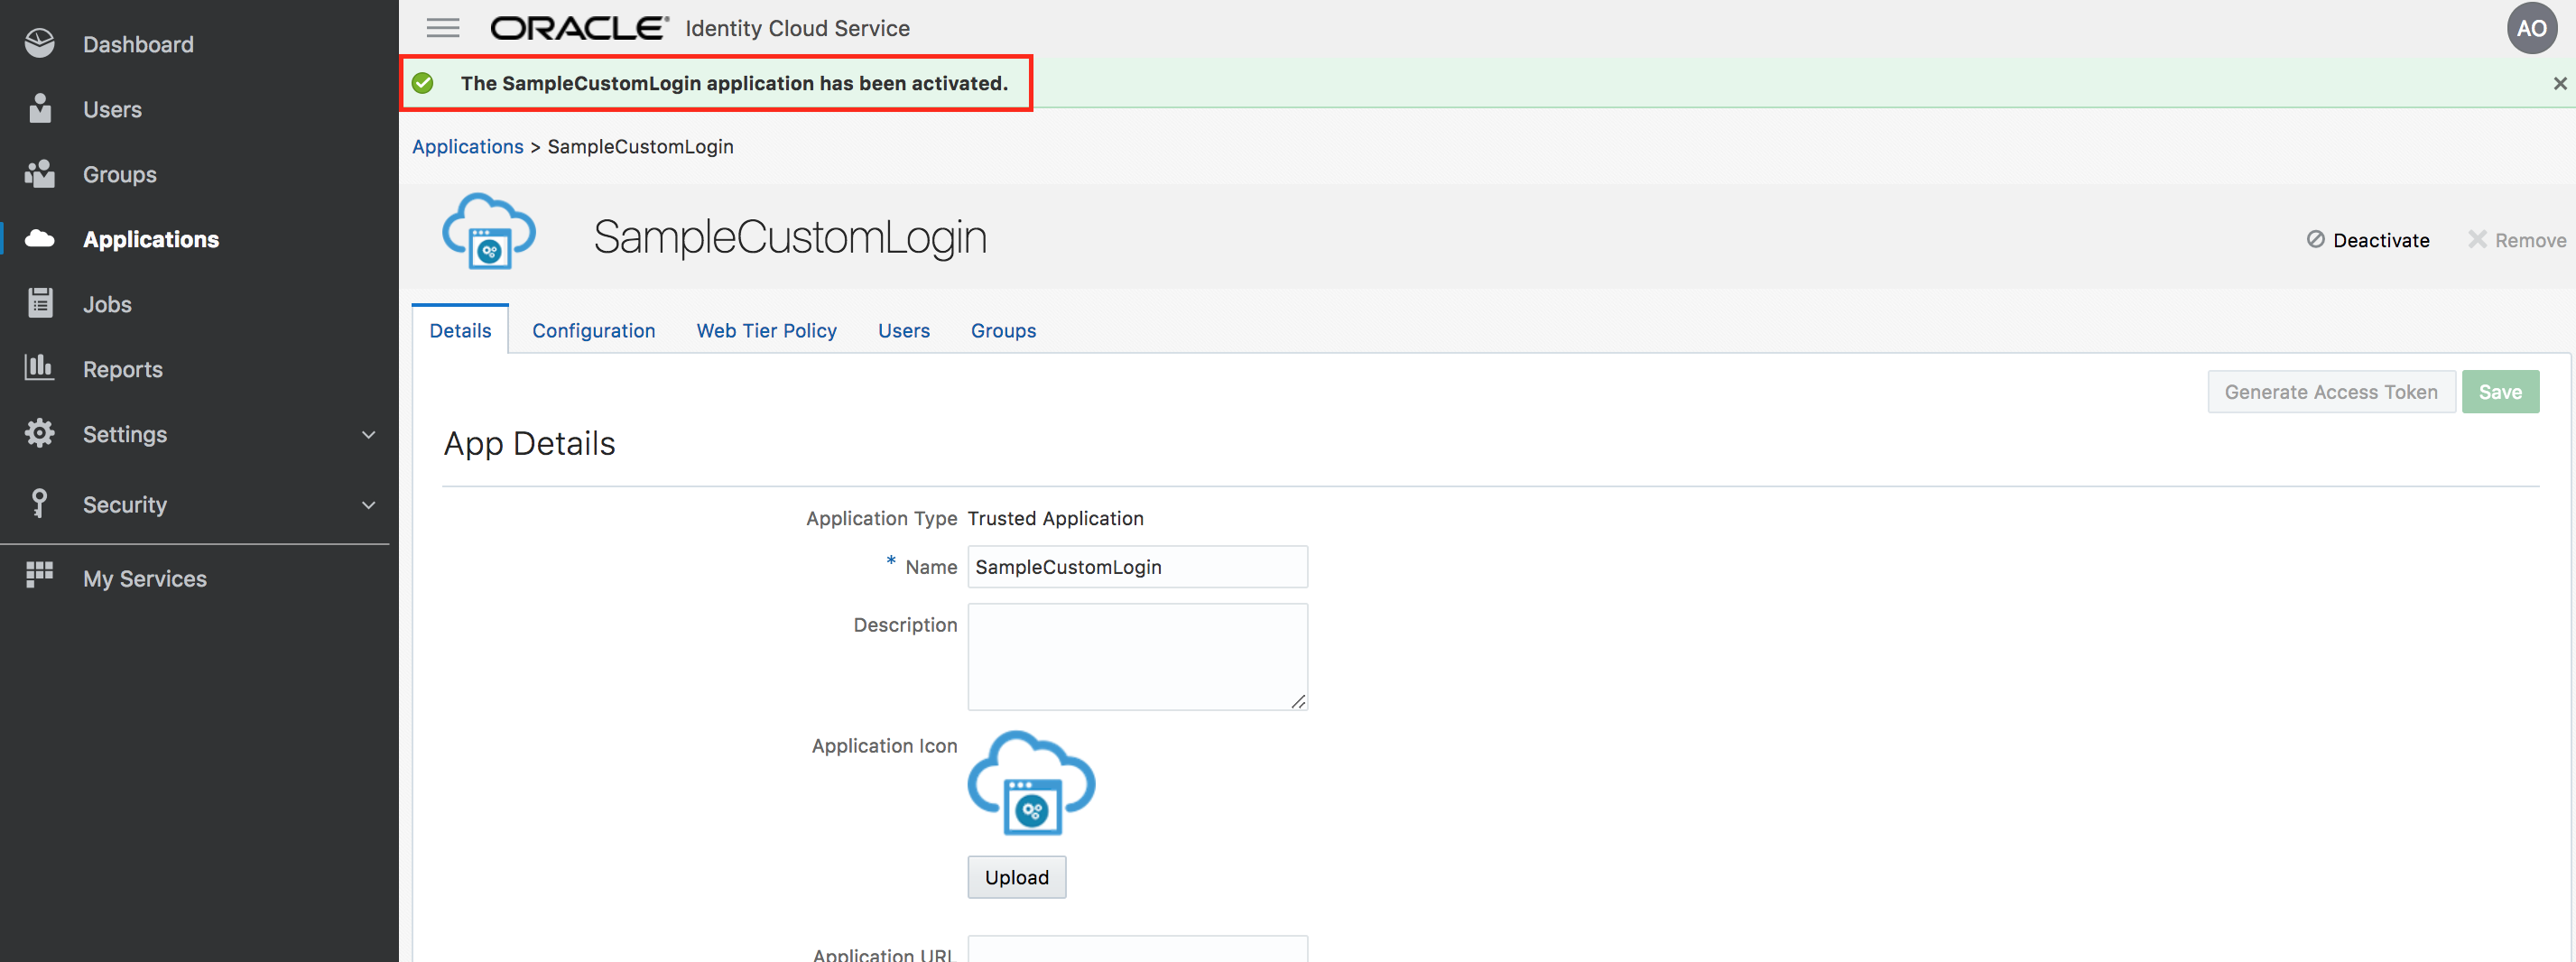 Dashboard
Users
Groups
Applications
Jobs
Reports
Settings
Security
My Services
ORACLE® Identity Cloud Service
AO
The SampleCustomLogin application has been activated.
Applications > SampleCustomLogin
SampleCustomLogin
Deactivate
Remove
Details
Configuration
Web Tier Policy
Users
Groups
Generate Access Token
Save
App Details
Application Type Trusted Application
* Name SampleCustomLogin
Description
Application Icon
Upload
Application URL